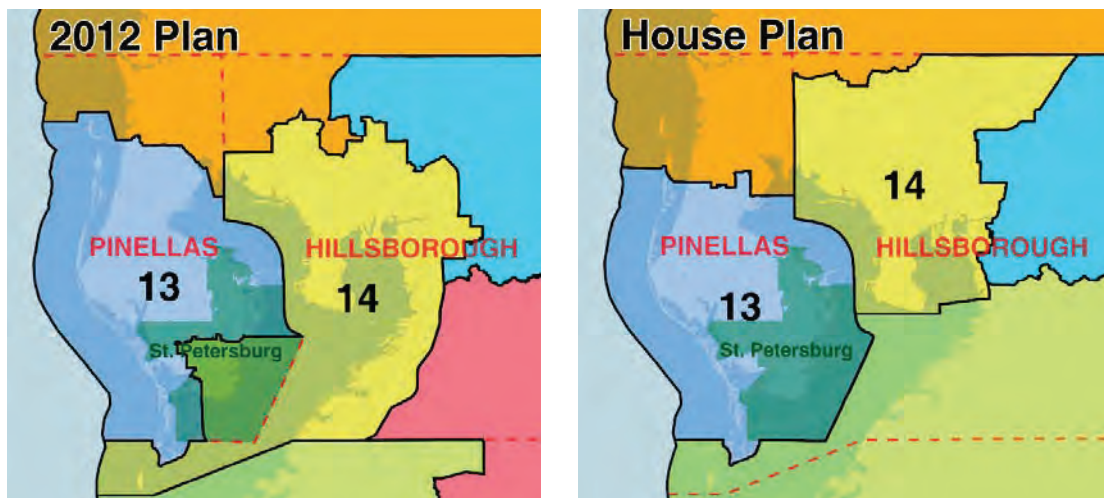 2012 Plan
PINELLAS
HILLSBOROUGH
13
14
St. Petersburg
House Plan
14
PINELLAS
HILLSBOROUGH
13
St. Petersburg